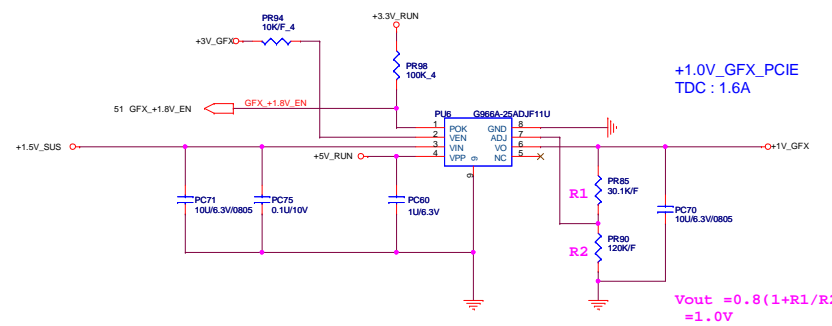 PR94
10K/F_4
+3V_GFX
+3.3V_RUN
PR98
100K_4
+1.0V_GFX_PCIE
TDC : 1.6A
51 GFX_+1.8V_EN
GFX_+1.8V_EN
PU6
G966A-25ADJF11U
1 POK GND 8
2 VEN ADJ 7
+1.5V_SUS
3 VIN VO 6
+1V_GFX
+5V_RUN
4 VPP 9 NC 5
9
PC71
10U/6.3V/0805
PC75
0.1U/10V
PC60
1U/6.3V
R1
PR85
30.1K/F
PC70
10U/6.3V/0805
R2
PR90
120K/F
Vout =0.8(1+R1/R2
=1.0V